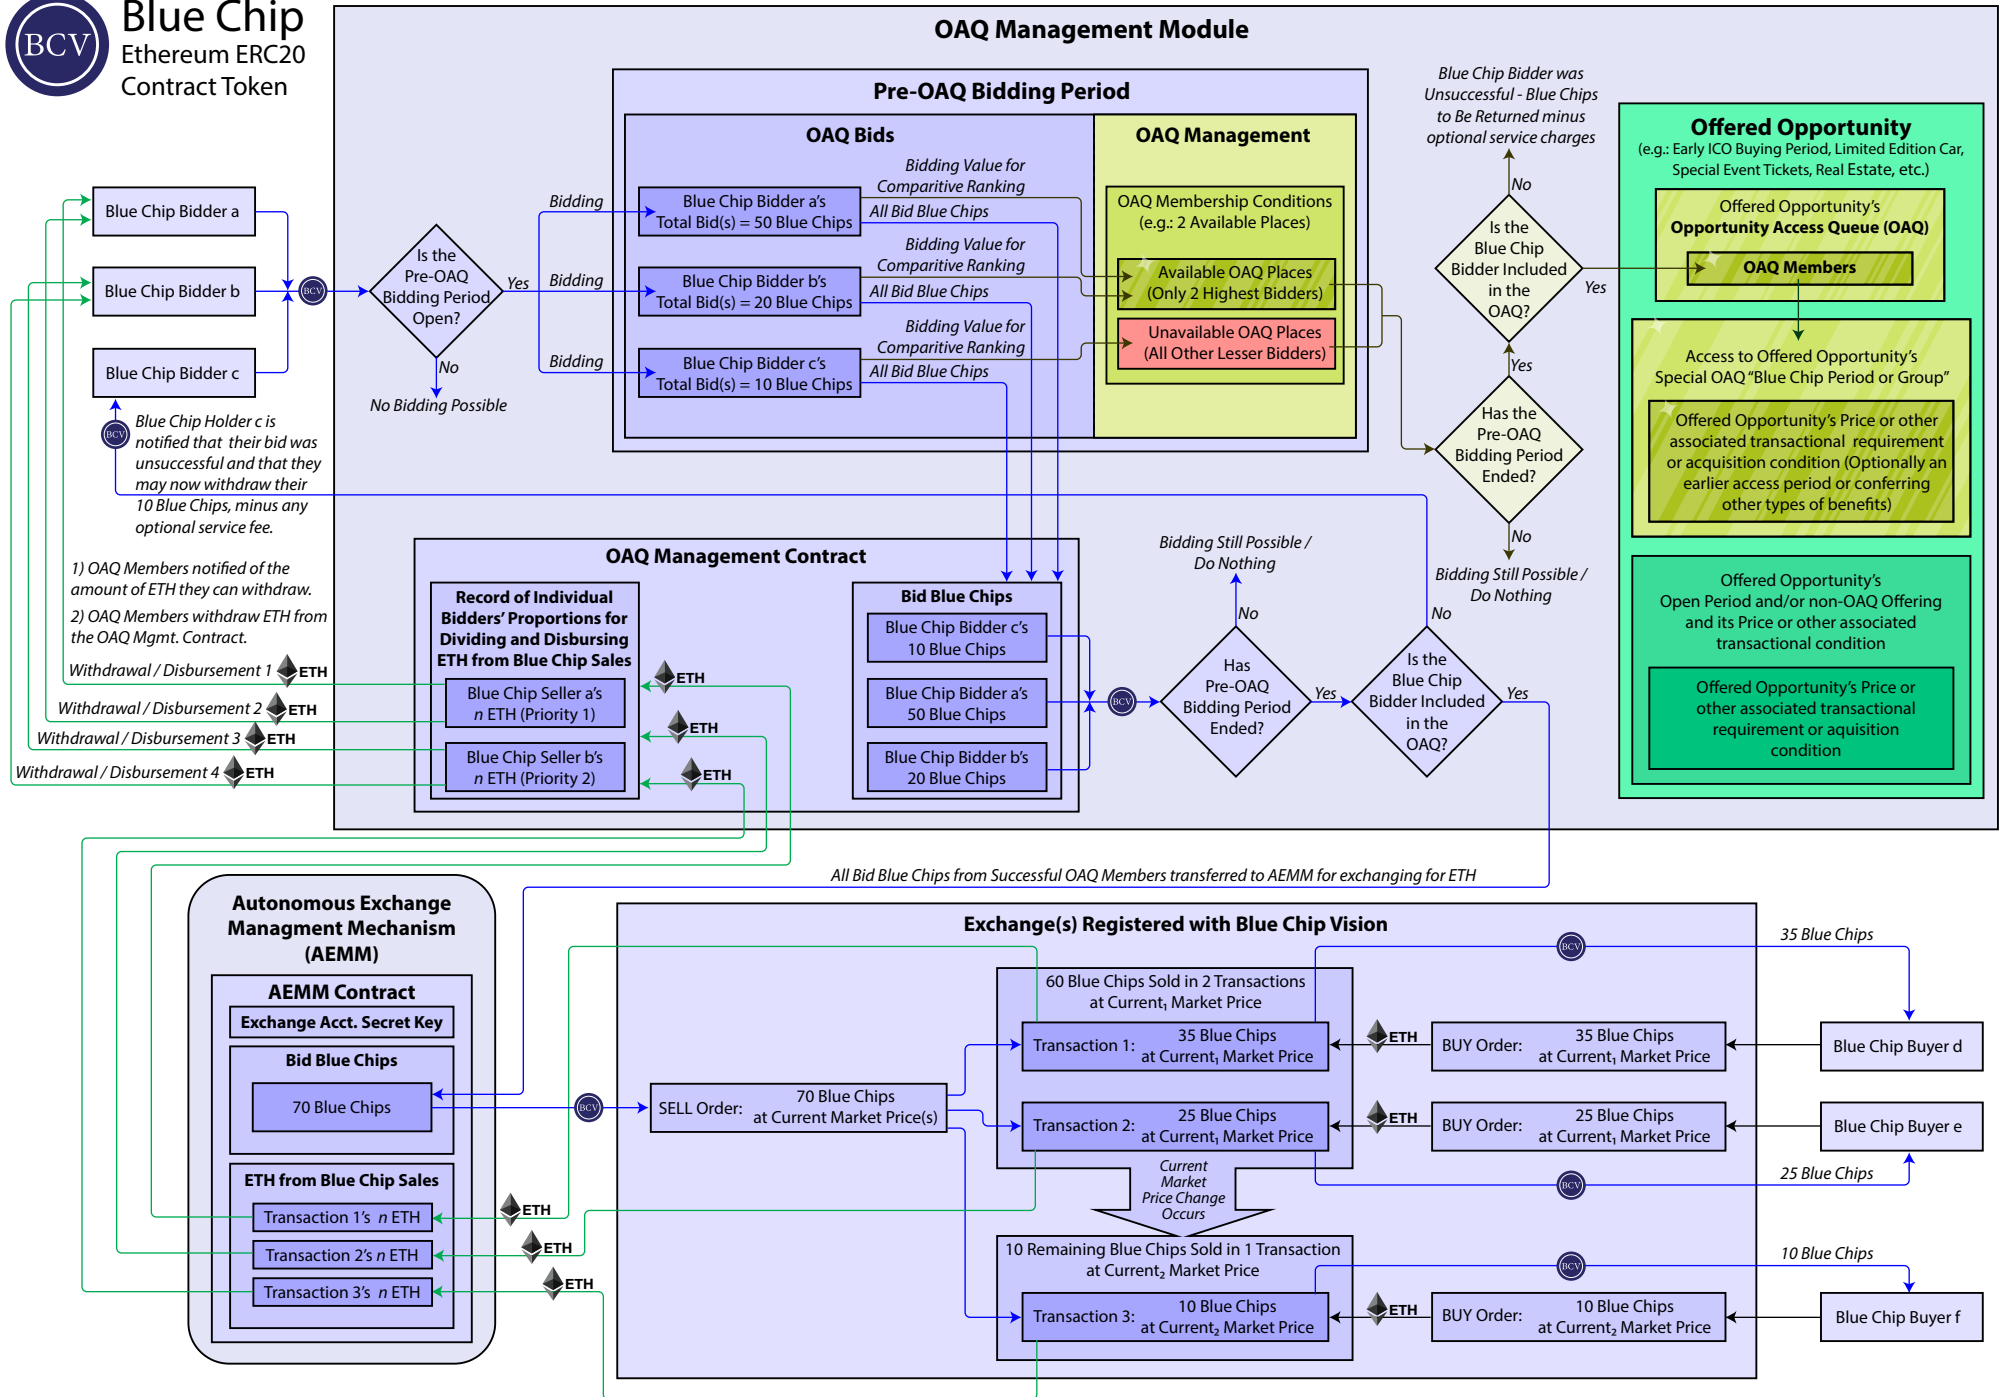 BCV
Blue Chip
Ethereum ERC20
Contract Token
OAQ Management Module
Pre-OAQ Bidding Period
OAQ Bids
OAQ Management
Blue Chip Bidder a
Blue Chip Bidder b
Blue Chip Bidder c
BCV
Is the
Pre-OAQ
Bidding Period
Open?
Yes
No
No Bidding Possible
Bidding
Bidding
Bidding
Blue Chip Bidder a's
Total Bid(s) = 50 Blue Chips
Blue Chip Bidder b's
Total Bid(s) = 20 Blue Chips
Blue Chip Bidder c's
Total Bid(s) = 10 Blue Chips
Bidding Value for
Comparitive Ranking
All Bid Blue Chips
Bidding Value for
Comparitive Ranking
All Bid Blue Chips
Bidding Value for
Comparitive Ranking
All Bid Blue Chips
OAQ Membership Conditions
(e.g.: 2 Available Places)
Available OAQ Places
(Only 2 Highest Bidders)
Unavailable OAQ Places
(All Other Lesser Bidders)
Blue Chip Bidder was
Unsuccessful - Blue Chips
to Be Returned minus
optional service charges
No
Is the
Blue Chip
Bidder Included
in the
OAQ?
Yes
Yes
Has the
Pre-OAQ
Bidding Period
Ended?
No
Bidding Still Possible /
Do Nothing
Offered Opportunity
(e.g.: Early ICO Buying Period, Limited Edition Car,
Special Event Tickets, Real Estate, etc.)
Offered Opportunity's
Opportunity Access Queue (OAQ)
OAQ Members
Access to Offered Opportunity's
Special OAQ "Blue Chip Period or Group"
Offered Opportunity's Price or other
associated transactional requirement
or acquisition condition (Optionally an
earlier access period or conferring
other types of benefits)
Offered Opportunity's
Open Period and/or non-OAQ Offering
and its Price or other associated
transactional condition
Offered Opportunity's Price or
other associated transactional
requirement or aquisition
condition
BCV
Blue Chip Holder c is
notified that their bid was
unsuccessful and that they
may now withdraw their
10 Blue Chips, minus any
optional service fee.
1) OAQ Members notified of the
amount of ETH they can withdraw.
2) OAQ Members withdraw ETH from
the OAQ Mgmt. Contract.
Withdrawal / Disbursement 1 ETH
Withdrawal / Disbursement 2 ETH
Withdrawal / Disbursement 3 ETH
Withdrawal / Disbursement 4 ETH
OAQ Management Contract
Record of Individual
Bidders' Proportions for
Dividing and Disbursing
ETH from Blue Chip Sales
Blue Chip Seller a's
n ETH (Priority 1)
Blue Chip Seller b's
n ETH (Priority 2)
ETH
ETH
ETH
Bid Blue Chips
Blue Chip Bidder c's
10 Blue Chips
Blue Chip Bidder a's
50 Blue Chips
Blue Chip Bidder b's
20 Blue Chips
BCV
Bidding Still Possible /
Do Nothing
No
Has
Pre-OAQ
Bidding Period
Ended?
Yes
No
Is the
Blue Chip
Bidder Included
in the
OAQ?
Yes
All Bid Blue Chips from Successful OAQ Members transferred to AEMM for exchanging for ETH
Autonomous Exchange
Managment Mechanism
(AEMM)
AEMM Contract
Exchange Acct. Secret Key
Bid Blue Chips
70 Blue Chips
ETH from Blue Chip Sales
Transaction 1's n ETH
Transaction 2's n ETH
Transaction 3's n ETH
ETH
ETH
ETH
BCV
Exchange(s) Registered with Blue Chip Vision
SELL Order: 70 Blue Chips
at Current Market Price(s)
60 Blue Chips Sold in 2 Transactions
at Current₁ Market Price
Transaction 1: 35 Blue Chips
at Current₁ Market Price
Transaction 2: 25 Blue Chips
at Current₁ Market Price
Current
Market
Price Change
Occurs
10 Remaining Blue Chips Sold in 1 Transaction
at Current₂ Market Price
Transaction 3: 10 Blue Chips
at Current₂ Market Price
BCV
35 Blue Chips
ETH
BUY Order: 35 Blue Chips
at Current₁ Market Price
Blue Chip Buyer d
ETH
BUY Order: 25 Blue Chips
at Current₁ Market Price
Blue Chip Buyer e
BCV
25 Blue Chips
BCV
10 Blue Chips
ETH
BUY Order: 10 Blue Chips
at Current₂ Market Price
Blue Chip Buyer f